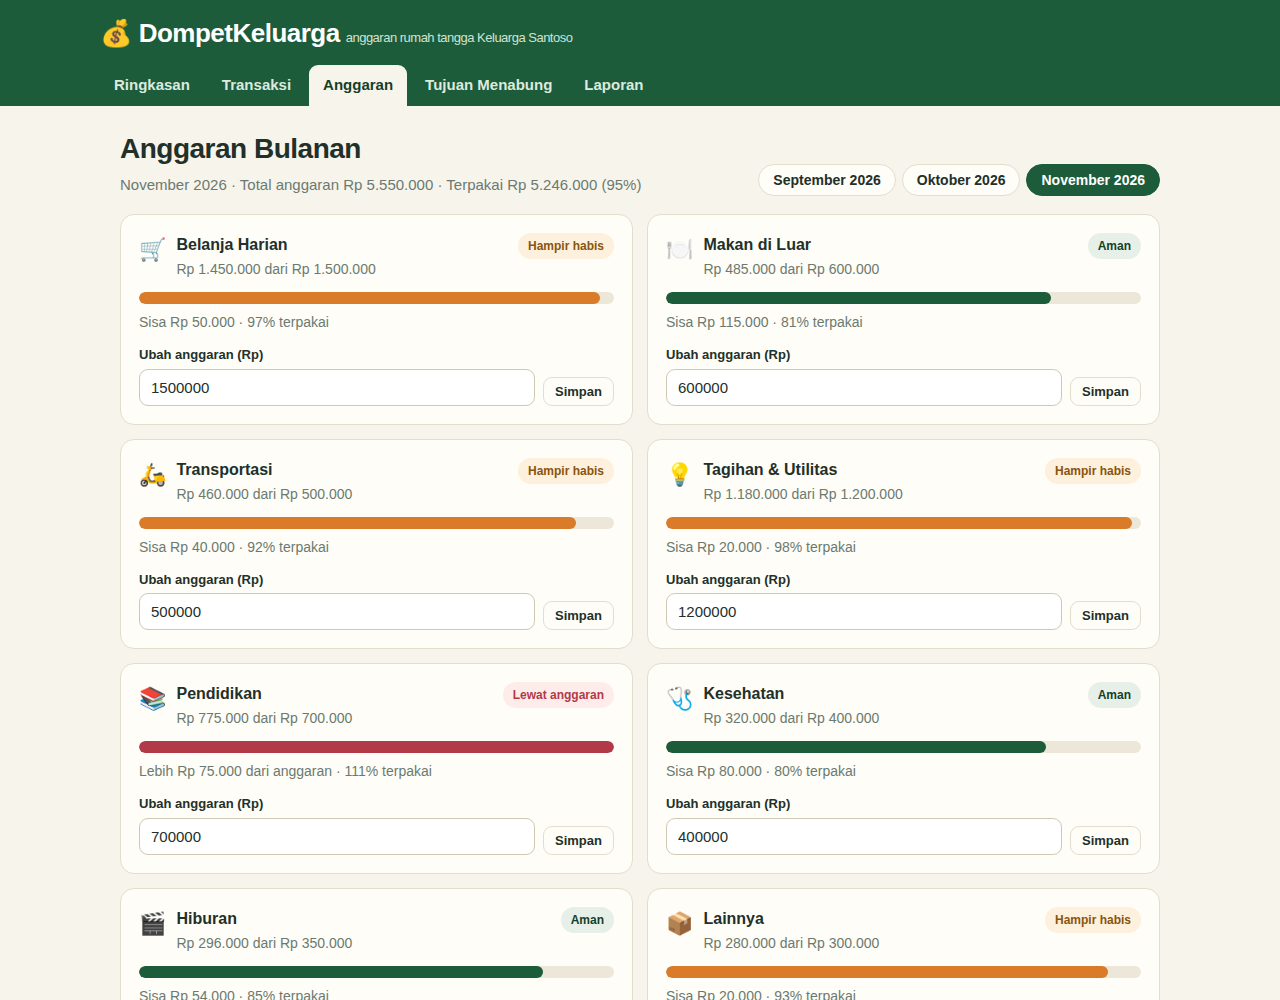 DompetKeluarga anggaran rumah tangga Keluarga Santoso
Ringkasan Transaksi Anggaran Tujuan Menabung Laporan
Anggaran Bulanan
November 2026 · Total anggaran Rp 5.550.000 · Terpakai Rp 5.246.000 (95%)
September 2026 Oktober 2026 November 2026
Belanja Harian
Hampir habis
Rp 1.450.000 dari Rp 1.500.000
Sisa Rp 50.000 · 97% terpakai
Ubah anggaran (Rp)
1500000
Simpan
Makan di Luar
Aman
Rp 485.000 dari Rp 600.000
Sisa Rp 115.000 · 81% terpakai
Ubah anggaran (Rp)
600000
Simpan
Transportasi
Hampir habis
Rp 460.000 dari Rp 500.000
Sisa Rp 40.000 · 92% terpakai
Ubah anggaran (Rp)
500000
Simpan
Tagihan & Utilitas
Hampir habis
Rp 1.180.000 dari Rp 1.200.000
Sisa Rp 20.000 · 98% terpakai
Ubah anggaran (Rp)
1200000
Simpan
Pendidikan
Lewat anggaran
Rp 775.000 dari Rp 700.000
Lebih Rp 75.000 dari anggaran · 111% terpakai
Ubah anggaran (Rp)
700000
Simpan
Kesehatan
Aman
Rp 320.000 dari Rp 400.000
Sisa Rp 80.000 · 80% terpakai
Ubah anggaran (Rp)
400000
Simpan
Hiburan
Aman
Rp 296.000 dari Rp 350.000
Sisa Rp 54.000 · 85% terpakai
Lainnya
Hampir habis
Rp 280.000 dari Rp 300.000
Sisa Rp 20.000 · 93% terpakai